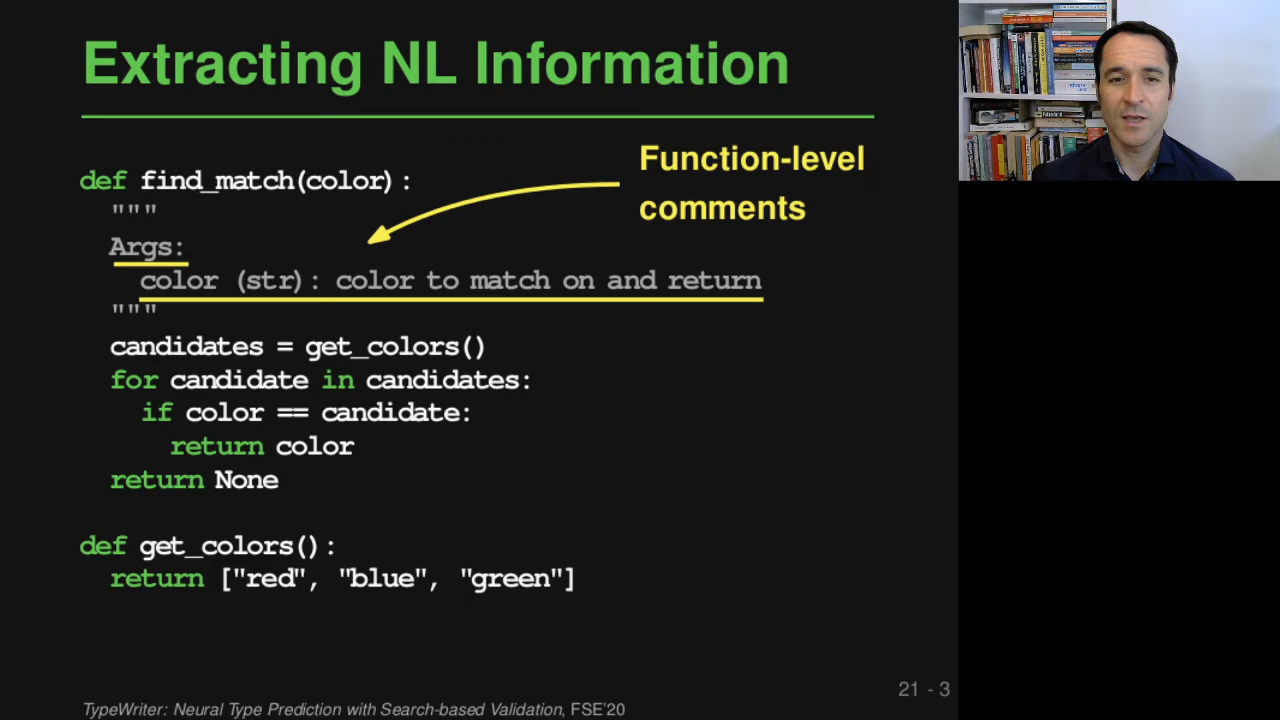 Extracting NL Information
Function-level
comments
def find_match(color):
"""
Args:
color (str): color to match on and return
"""
candidates = get_colors()
for candidate in candidates:
if color == candidate:
return color
return None
def get_colors():
return ["red", "blue", "green"]
21 - 3
TypeWriter: Neural Type Prediction with Search-based Validation, FSE'20